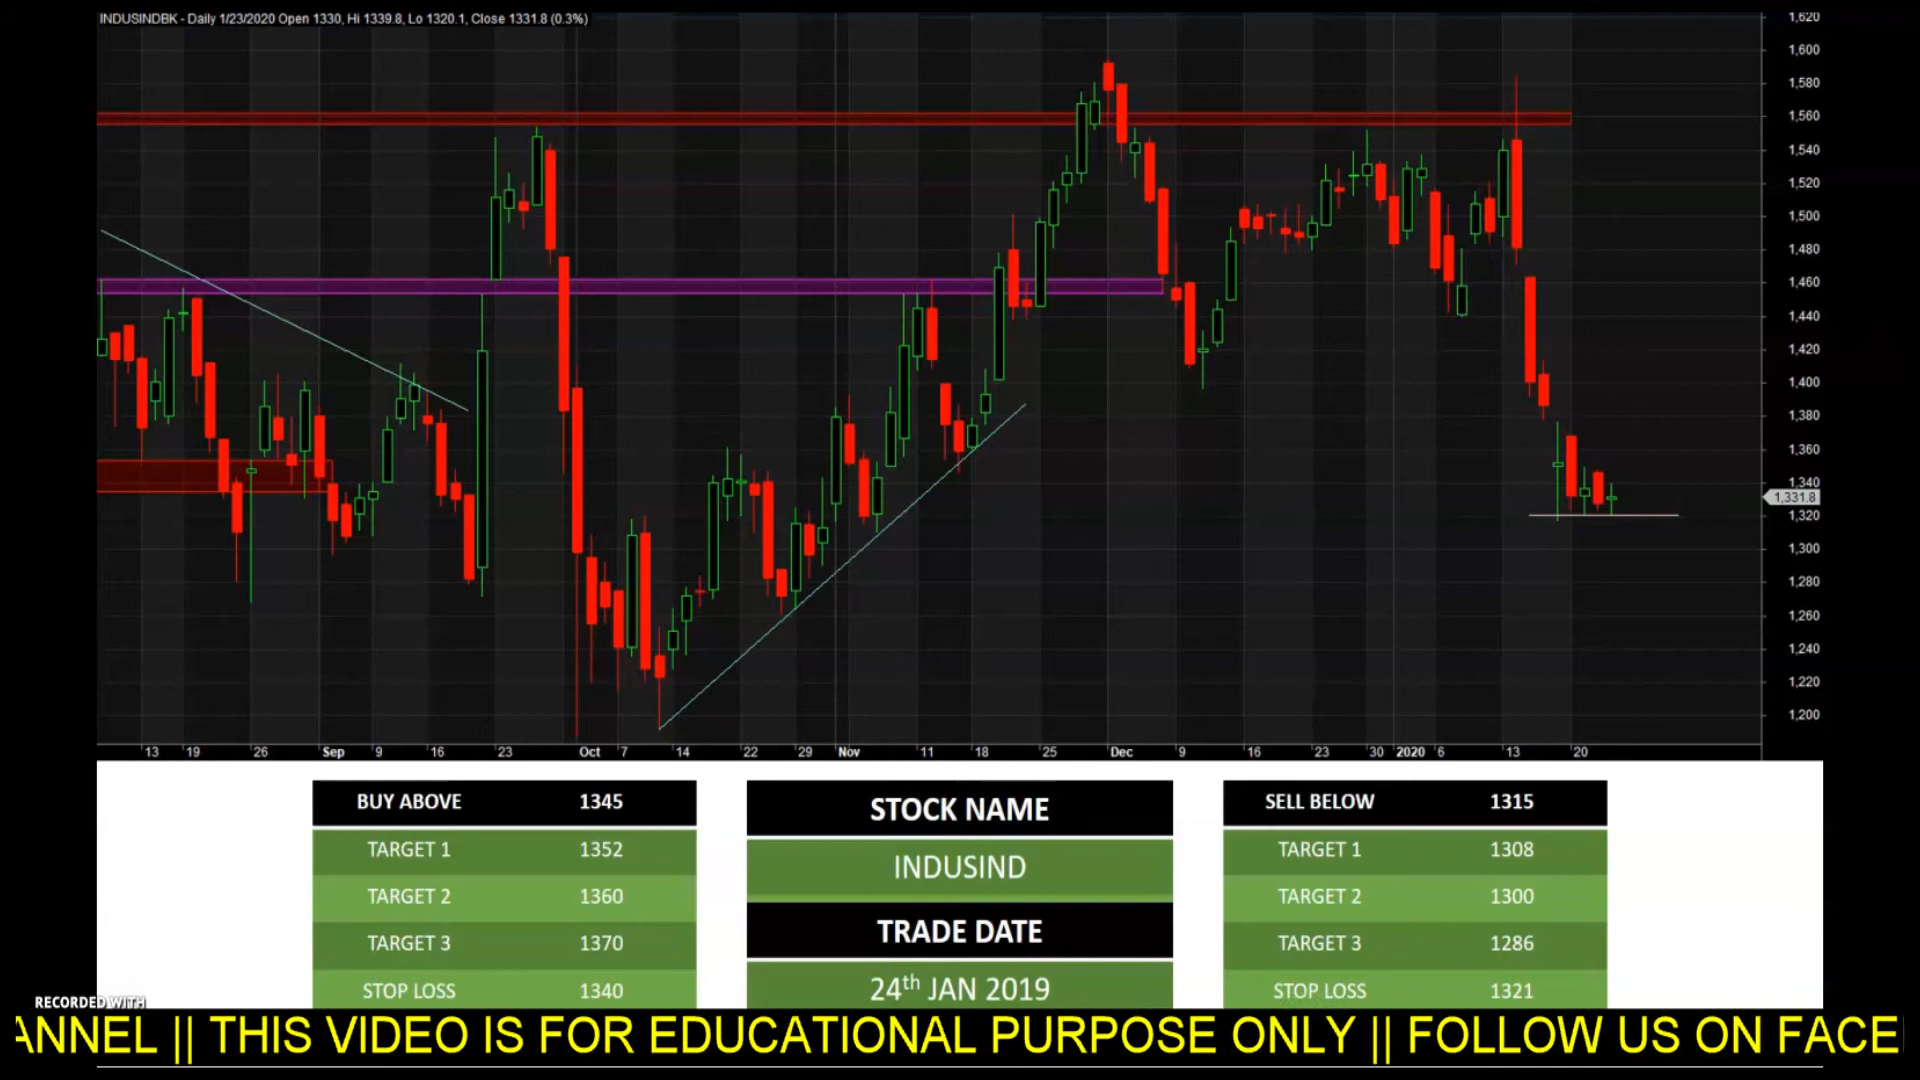 INDUSINDBK - Daily 1/23/2020 Open 1330, Hi 1339.8, Lo 1320.1, Close 1331.8 (0.3%)
1,620
1,600
1,580
1,560
1,540
1,520
1,500
1,480
1,460
1,440
1,420
1,400
1,380
1,360
1,340
1,331.8
1,320
1,300
1,280
1,260
1,240
1,220
1,200
13 19 26 Sep 9 16 23 Oct 7 14 22 29 Nov 11 18 25 Dec 9 16 23 30 2020 6 13 20
BUY ABOVE 1345
TARGET 1 1352
TARGET 2 1360
TARGET 3 1370
STOP LOSS 1340
STOCK NAME
INDUSIND
TRADE DATE
24th JAN 2019
SELL BELOW 1315
TARGET 1 1308
TARGET 2 1300
TARGET 3 1286
STOP LOSS 1321
RECORDED WITH
ANNEL || THIS VIDEO IS FOR EDUCATIONAL PURPOSE ONLY || FOLLOW US ON FACE